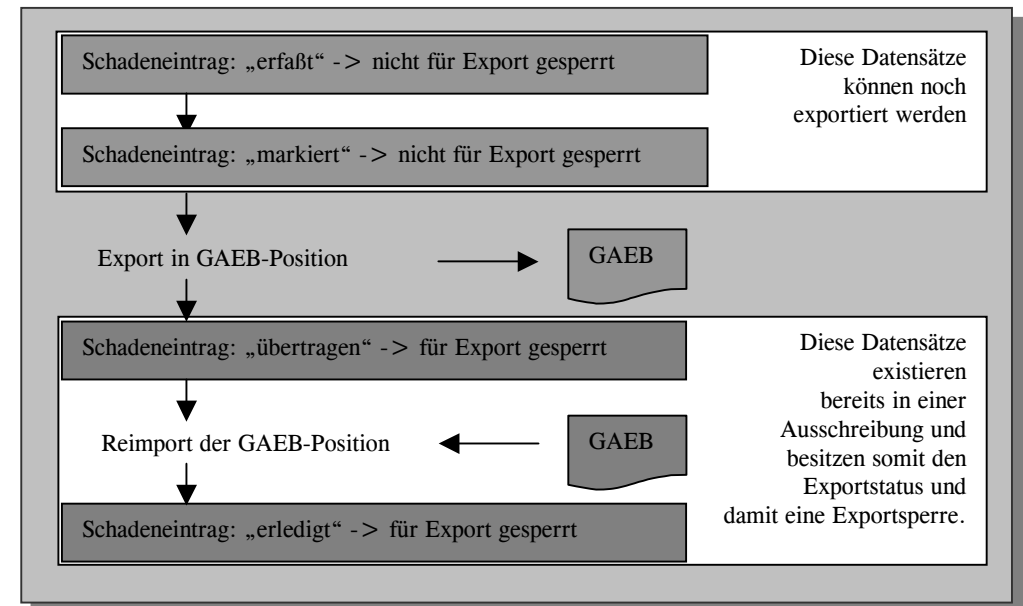 Schadeneintrag: „erfaßt“ -> nicht für Export gesperrt
Diese Datensätze
können noch
exportiert werden
Schadeneintrag: „markiert“ -> nicht für Export gesperrt
Export in GAEB-Position
GAEB
Schadeneintrag: „übertragen“ -> für Export gesperrt
Diese Datensätze
existieren
bereits in einer
Ausschreibung und
besitzen somit den
Exportstatus und
damit eine Exportsperre.
Reimport der GAEB-Position
GAEB
Schadeneintrag: „erledigt“ -> für Export gesperrt